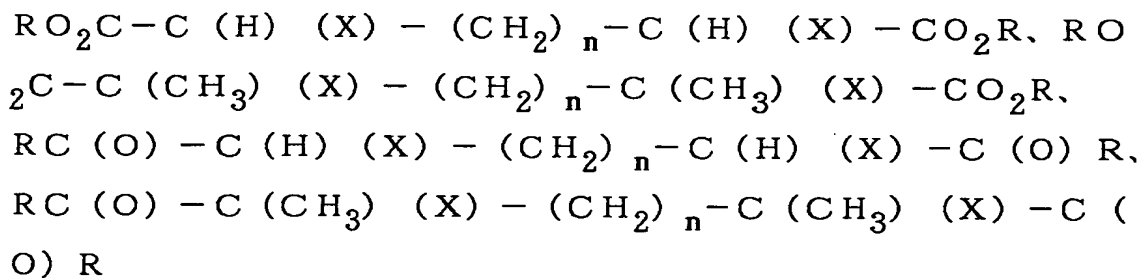 RO₂C−C (H) (X) − (CH₂) ₙ−C (H) (X) −CO₂R、RO
₂C−C (CH₃) (X) − (CH₂) ₙ−C (CH₃) (X) −CO₂R、
RC (O) −C (H) (X) − (CH₂) ₙ−C (H) (X) −C (O) R、
RC (O) −C (CH₃) (X) − (CH₂) ₙ−C (CH₃) (X) −C (
O) R